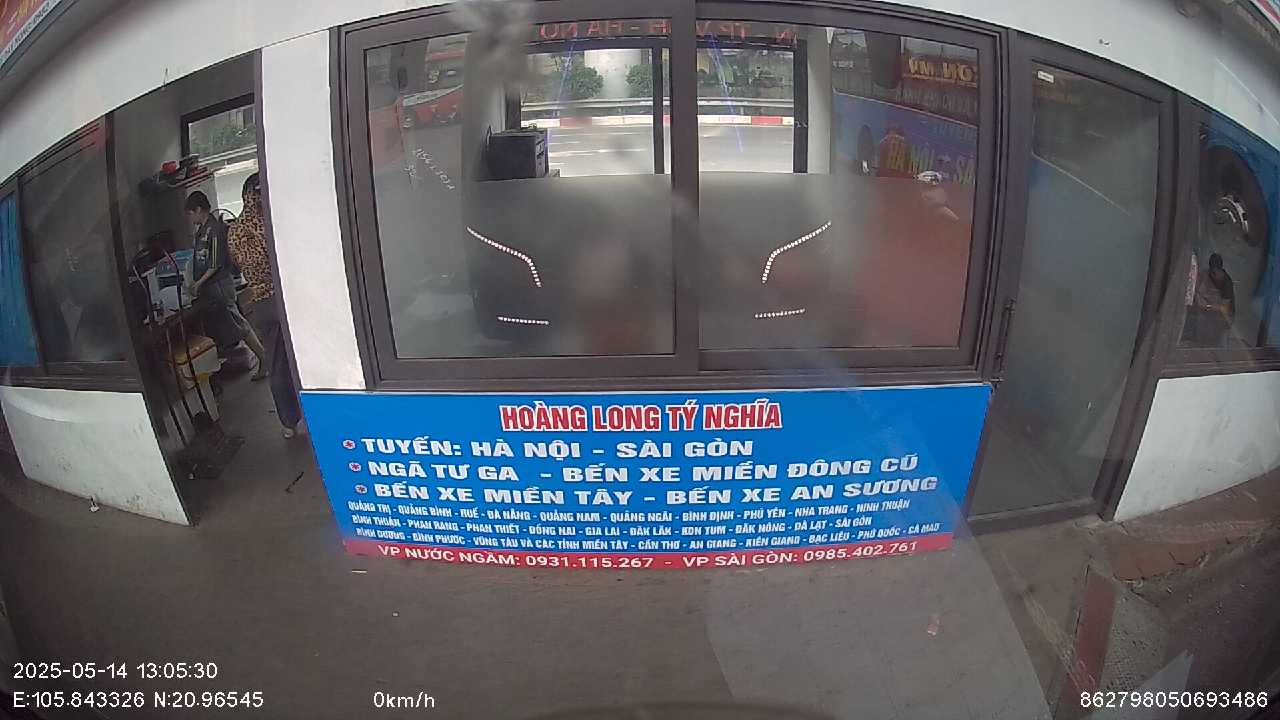 HOÀNG LONG TÝ NGHĨA
* TUYẾN: HÀ NỘI - SÀI GÒN
* NGÃ TƯ GA - BẾN XE MIỀN ĐÔNG CŨ
* BẾN XE MIỀN TÂY - BẾN XE AN SƯƠNG
QUẢNG TRỊ - QUẢNG BÌNH - HUẾ - ĐÀ NẴNG - QUẢNG NAM - QUẢNG NGÃI - BÌNH ĐỊNH - PHÚ YÊN - NHA TRANG - NINH THUẬN
BÌNH THUẬN - PHAN RANG - PHAN THIẾT - ĐỒNG NAI - GIA LAI - ĐĂK LĂK - KON TUM - ĐĂK NÔNG - ĐÀ LẠT - SÀI GÒN
BÌNH DƯƠNG - BÌNH PHƯỚC - VŨNG TÀU VÀ CÁC TỈNH MIỀN TÂY - CẦN THƠ - AN GIANG - KIÊN GIANG - BẠC LIÊU - PHÚ QUỐC - CÀ MAU
VP NƯỚC NGẦM: 0931.115.267 - VP SÀI GÒN: 0985.402.761
2025-05-14 13:05:30
E:105.843326 N:20.96545 0km/h 862798050693486